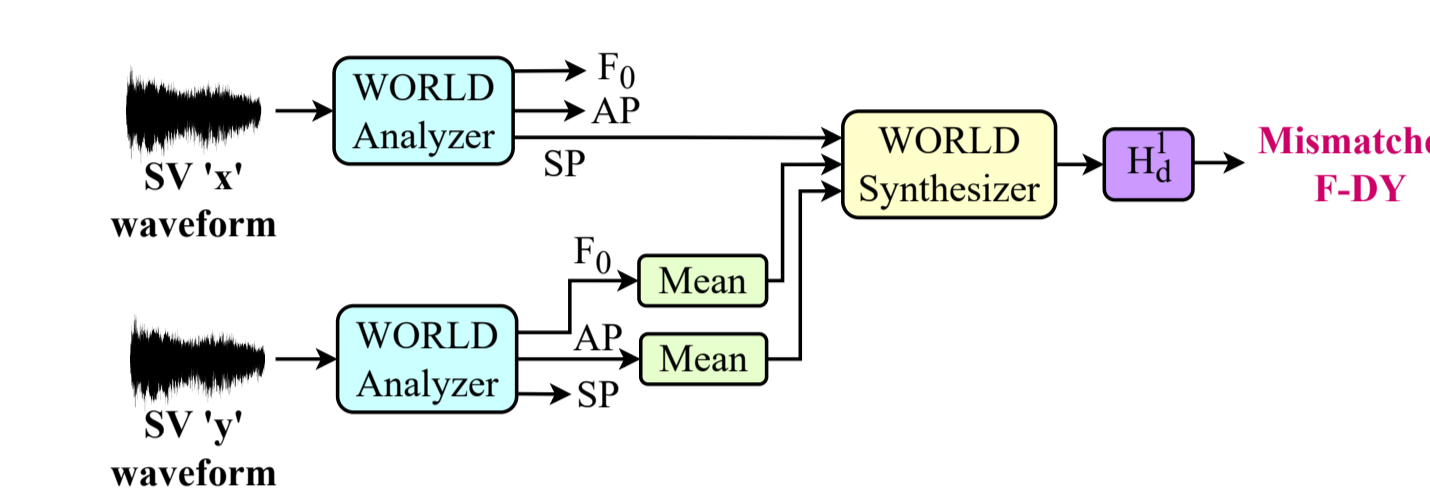 SV 'x'
waveform
WORLD
Analyzer
F0
AP
SP
SV 'y'
waveform
WORLD
Analyzer
F0
AP
SP
Mean
Mean
WORLD
Synthesizer
H1d
F-DY